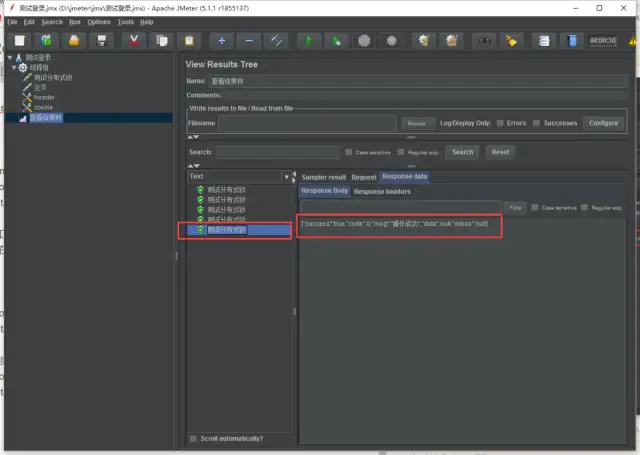 测试登录.jmx (D:\jmeter\jmx\测试登录.jmx) - Apache JMeter (5.1.1 r1855137)
File Edit Search Run Options Tools Help
00:00:30
测试登录
线程组
测试分布式锁
登录
header
cookie
查看结果树
View Results Tree
Name: 查看结果树
Comments:
Write results to file / Read from file
Filename Browse... Log/Display Only: Errors Successes Configure
Search: Case sensitive Regular exp. Search Reset
Text
测试分布式锁
测试分布式锁
测试分布式锁
测试分布式锁
测试分布式锁
Scroll automatically?
Sampler result Request Response data
Response Body Response headers
Find Case sensitive Regular exp.
{"success":true,"code":0,"msg":"操作成功","data":null,"extras":null}